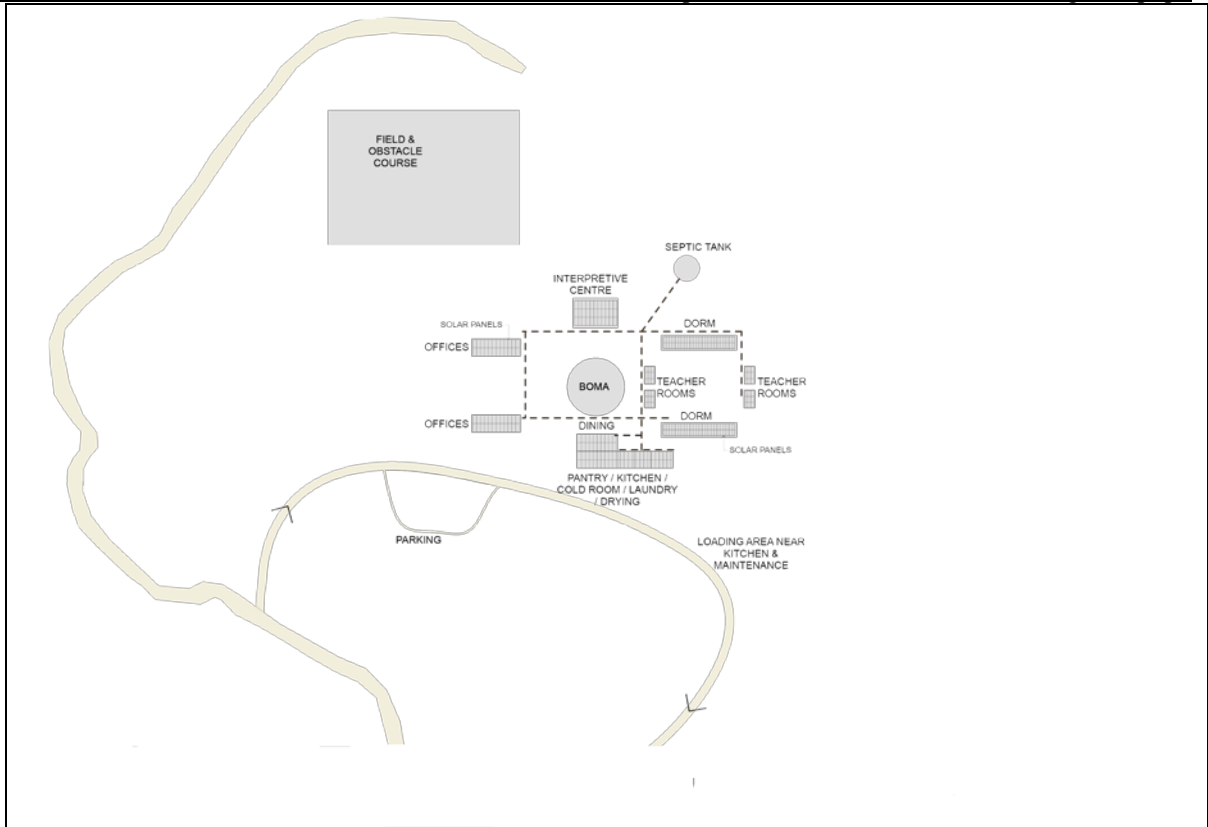 FIELD &
OBSTACLE
COURSE
SEPTIC TANK
INTERPRETIVE
CENTRE
SOLAR PANELS
DORM
OFFICES
TEACHER
ROOMS
TEACHER
ROOMS
BOMA
DORM
OFFICES
DINING
SOLAR PANELS
PANTRY / KITCHEN /
COLD ROOM / LAUNDRY
/ DRYING
PARKING
LOADING AREA NEAR
KITCHEN &
MAINTENANCE